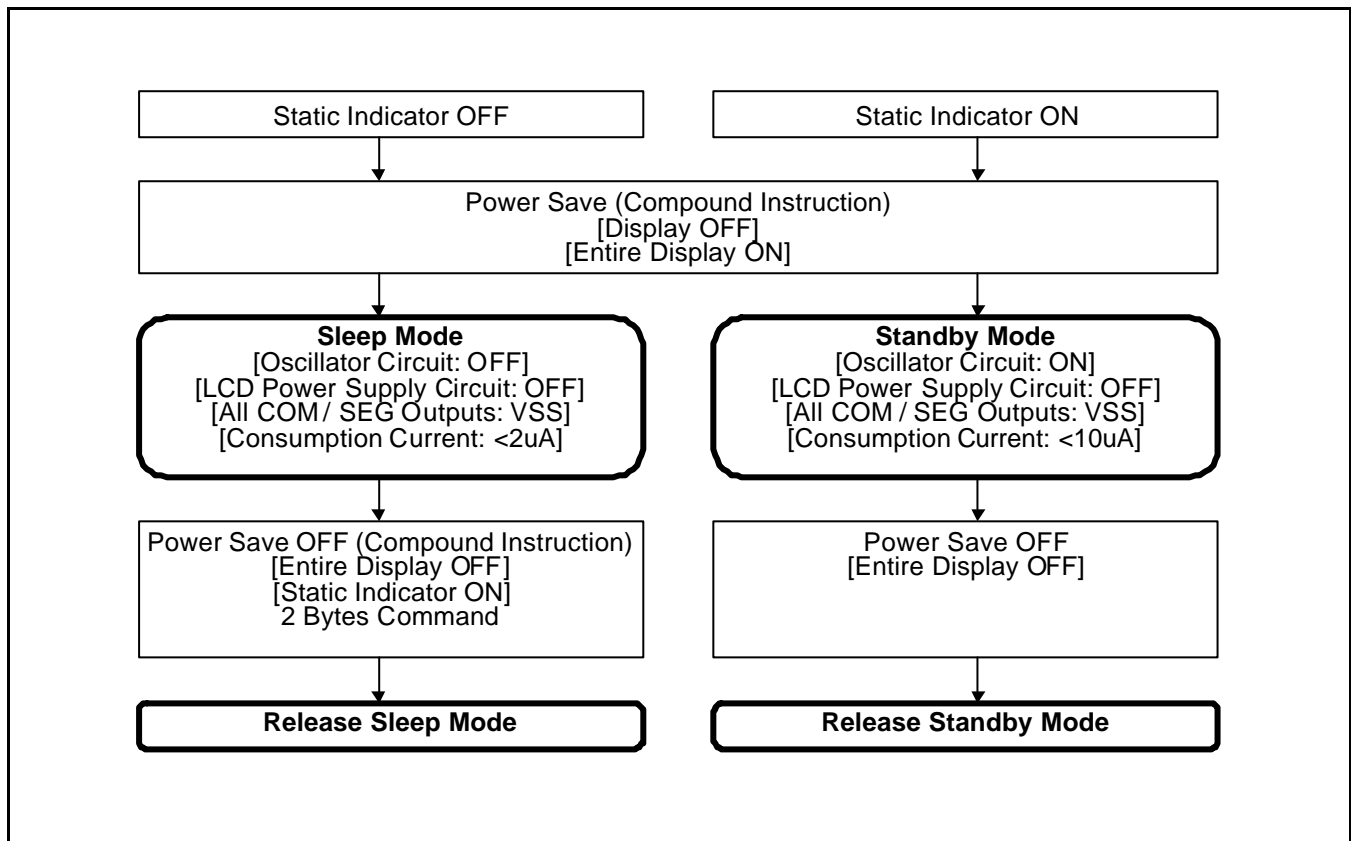 Static Indicator OFF
Static Indicator ON
Power Save (Compound Instruction)
[Display OFF]
[Entire Display ON]
Sleep Mode
[Oscillator Circuit: OFF]
[LCD Power Supply Circuit: OFF]
[All COM / SEG Outputs: VSS]
[Consumption Current: <2uA]
Standby Mode
[Oscillator Circuit: ON]
[LCD Power Supply Circuit: OFF]
[All COM / SEG Outputs: VSS]
[Consumption Current: <10uA]
Power Save OFF (Compound Instruction)
[Entire Display OFF]
[Static Indicator ON]
2 Bytes Command
Power Save OFF
[Entire Display OFF]
Release Sleep Mode
Release Standby Mode